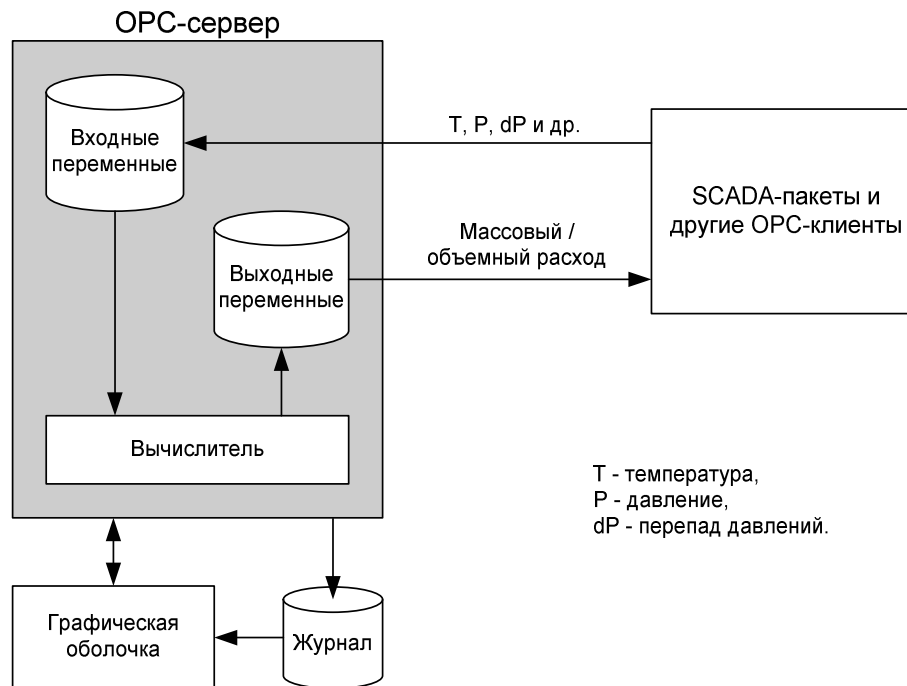 OPC-сервер
Входные
переменные
T, P, dP и др.
SCADA-пакеты и
другие OPC-клиенты
Массовый /
объемный расход
Выходные
переменные
Вычислитель
T - температура,
P - давление,
dP - перепад давлений.
Графическая
оболочка
Журнал